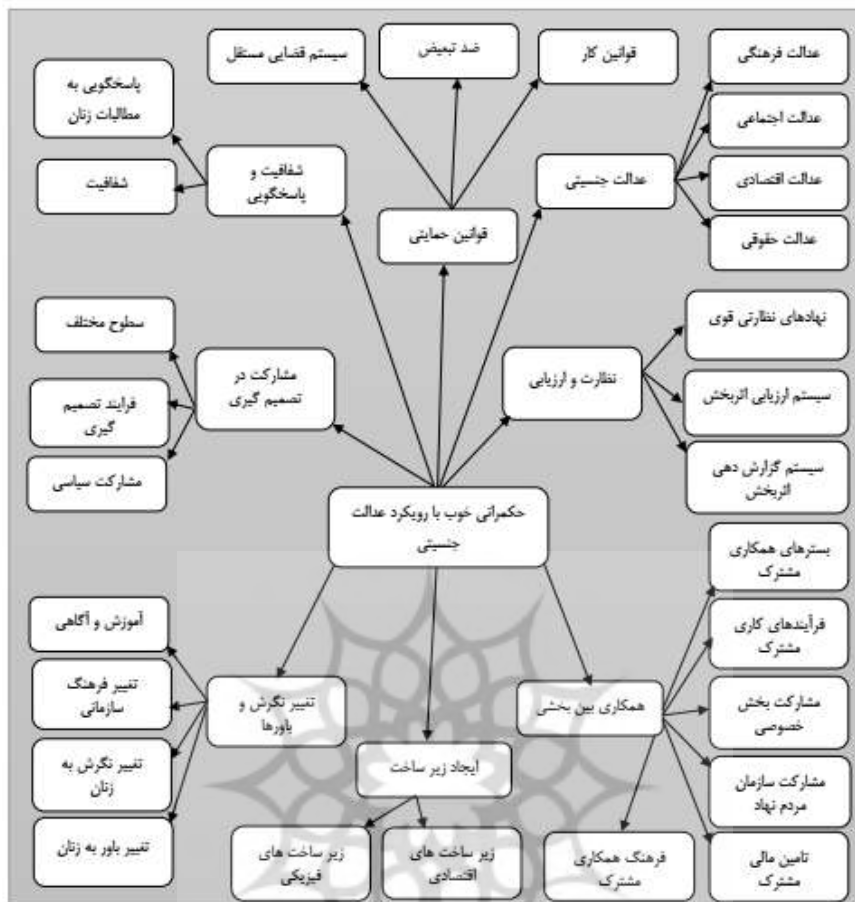 سیستم قضایی مستقل
ضد تبعیض
قوانین کار
عدالت فرهنگی
عدالت اجتماعی
عدالت اقتصادی
عدالت حقوقی
عدالت جنسیتی
قوانین حمایتی
پاسخگویی به
مطالبات زنان
شفافیت
شفافیت و
پاسخگویی
سطوح مختلف
فرایند تصمیم
گیری
مشارکت سیاسی
مشارکت در
تصمیم گیری
نظارت و ارزیابی
نهادهای نظارتی قوی
سیستم ارزیابی اثربخش
سیستم گزارش دهی
اثربخش
حکمرانی خوب با رویکرد عدالت
جنسیتی
بسترهای همکاری
مشترک
فرآیندهای کاری
مشترک
مشارکت بخش
خصوصی
مشارکت سازمان
مردم نهاد
تامین مالی
مشترک
فرهنگ همکاری
مشترک
همکاری بین بخشی
ایجاد زیر ساخت
زیر ساخت های
اقتصادی
زیر ساخت های
فیزیکی
تغییر نگرش و
باورها
آموزش و آگاهی
تغییر فرهنگ
سازمانی
تغییر نگرش به
زنان
تغییر باور به زنان